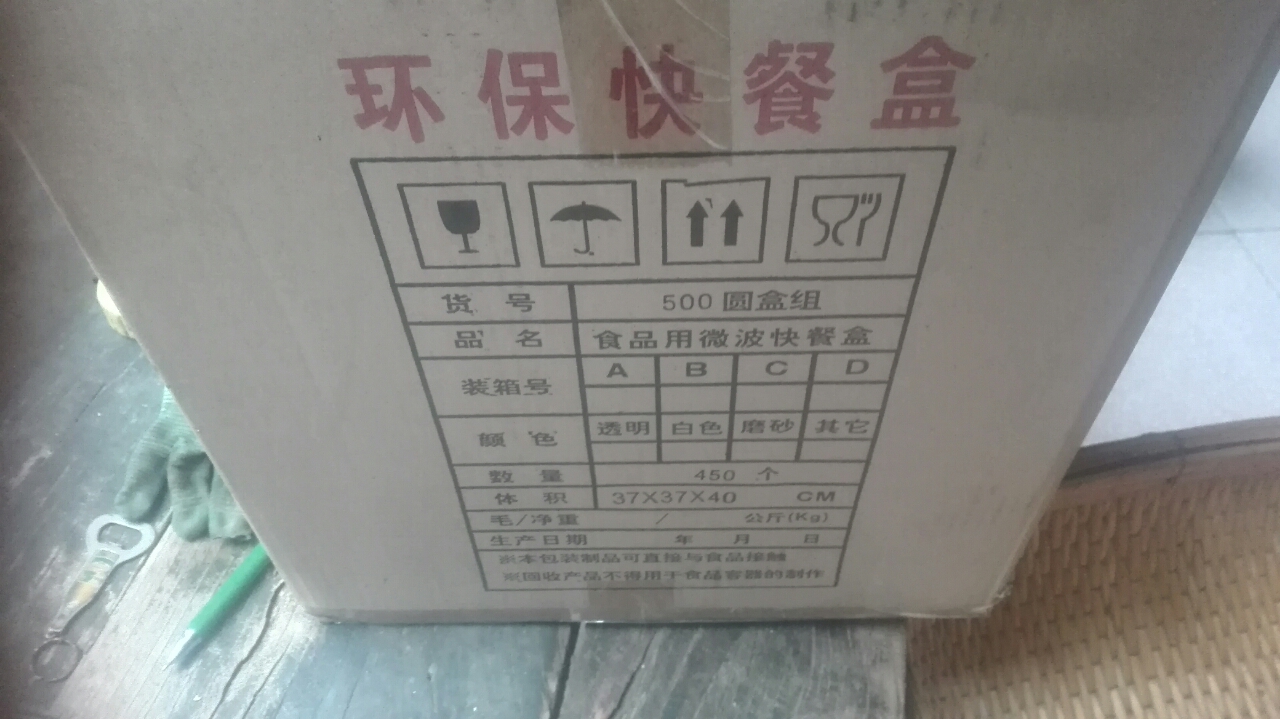 环保快餐盒
货号 500圆盒组
品名 食品用微波快餐盒
装箱号 A B C D
颜色 透明 白色 磨砂 其它
数量 450 个
体积 37X37X40 CM
毛/净重 / 公斤(Kg)
生产日期 年 月 日
※本包装制品可直接与食品接触
※回收产品不得用于食品容器的制作